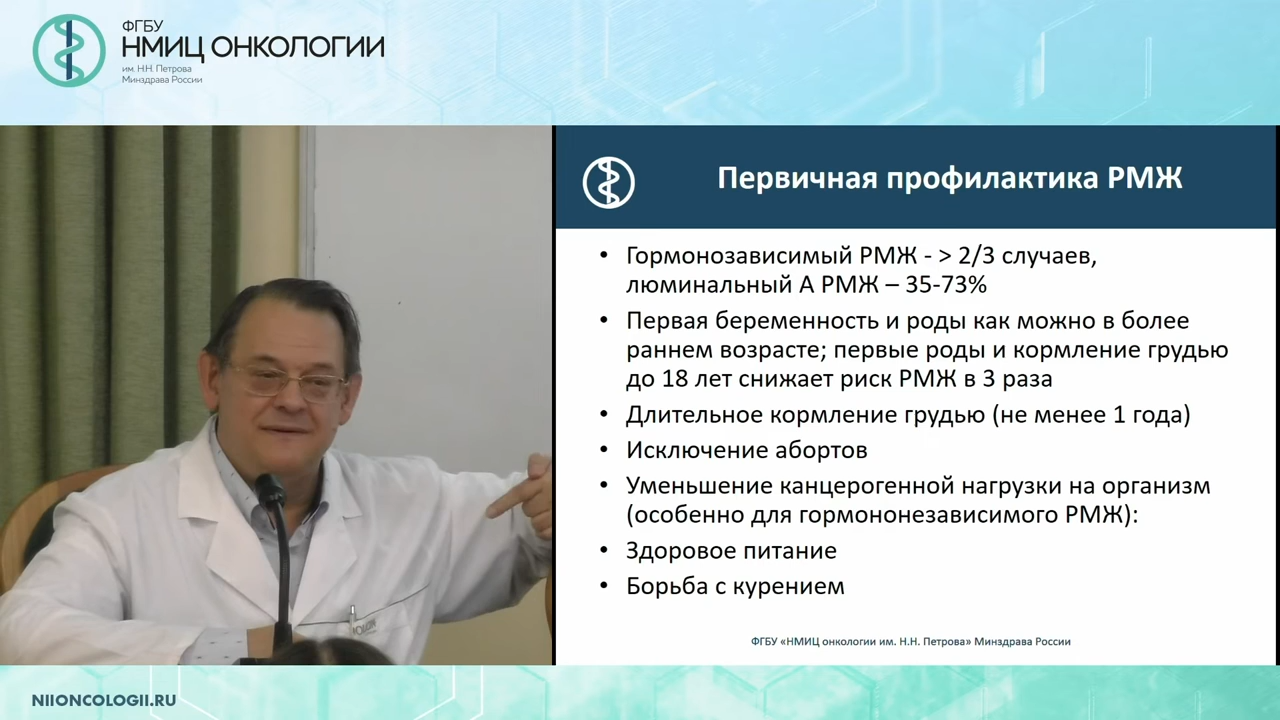 ФГБУ
НМИЦ ОНКОЛОГИИ
им. Н.Н. Петрова
Минздрава России
Первичная профилактика РМЖ
• Гормонозависимый РМЖ - > 2/3 случаев,
люминальный А РМЖ – 35-73%
• Первая беременность и роды как можно в более
раннем возрасте; первые роды и кормление грудью
до 18 лет снижает риск РМЖ в 3 раза
• Длительное кормление грудью (не менее 1 года)
• Исключение абортов
• Уменьшение канцерогенной нагрузки на организм
(особенно для гормононезависимого РМЖ):
• Здоровое питание
• Борьба с курением
ФГБУ «НМИЦ онкологии им. Н.Н. Петрова» Минздрава России
NIIONCOLOGII.RU